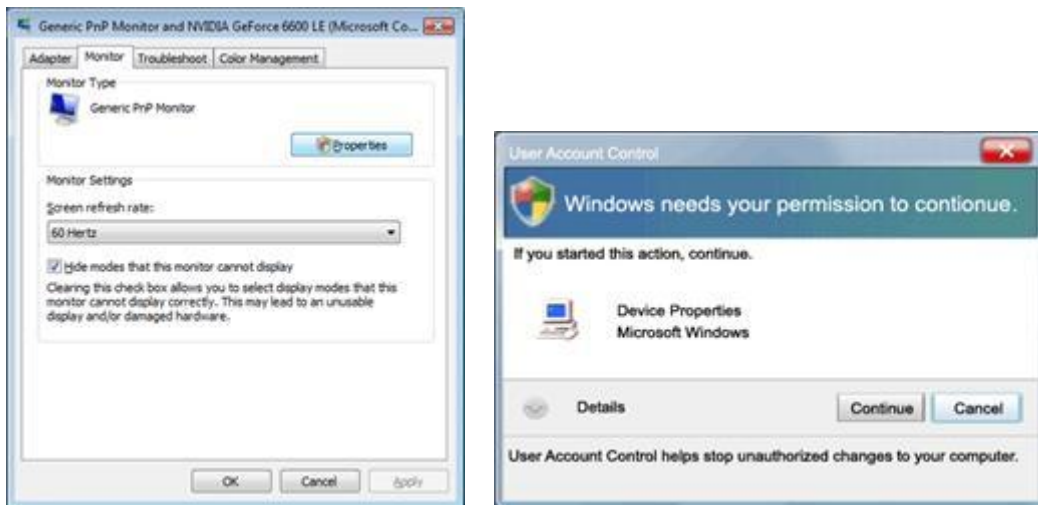 Generic PnP Monitor and NVIDIA GeForce 6600 LE (Microsoft Co...
Adapter Monitor Troubleshoot Color Management
Monitor Type
Generic PnP Monitor
Properties
Monitor Settings
Screen refresh rate:
60 Hertz
Hide modes that this monitor cannot display
Clearing this check box allows you to select display modes that this
monitor cannot display correctly. This may lead to an unusable
display and/or damaged hardware.
OK Cancel Apply
User Account Control
Windows needs your permission to contionue.
If you started this action, continue.
Device Properties
Microsoft Windows
Details Continue Cancel
User Account Control helps stop unauthorized changes to your computer.